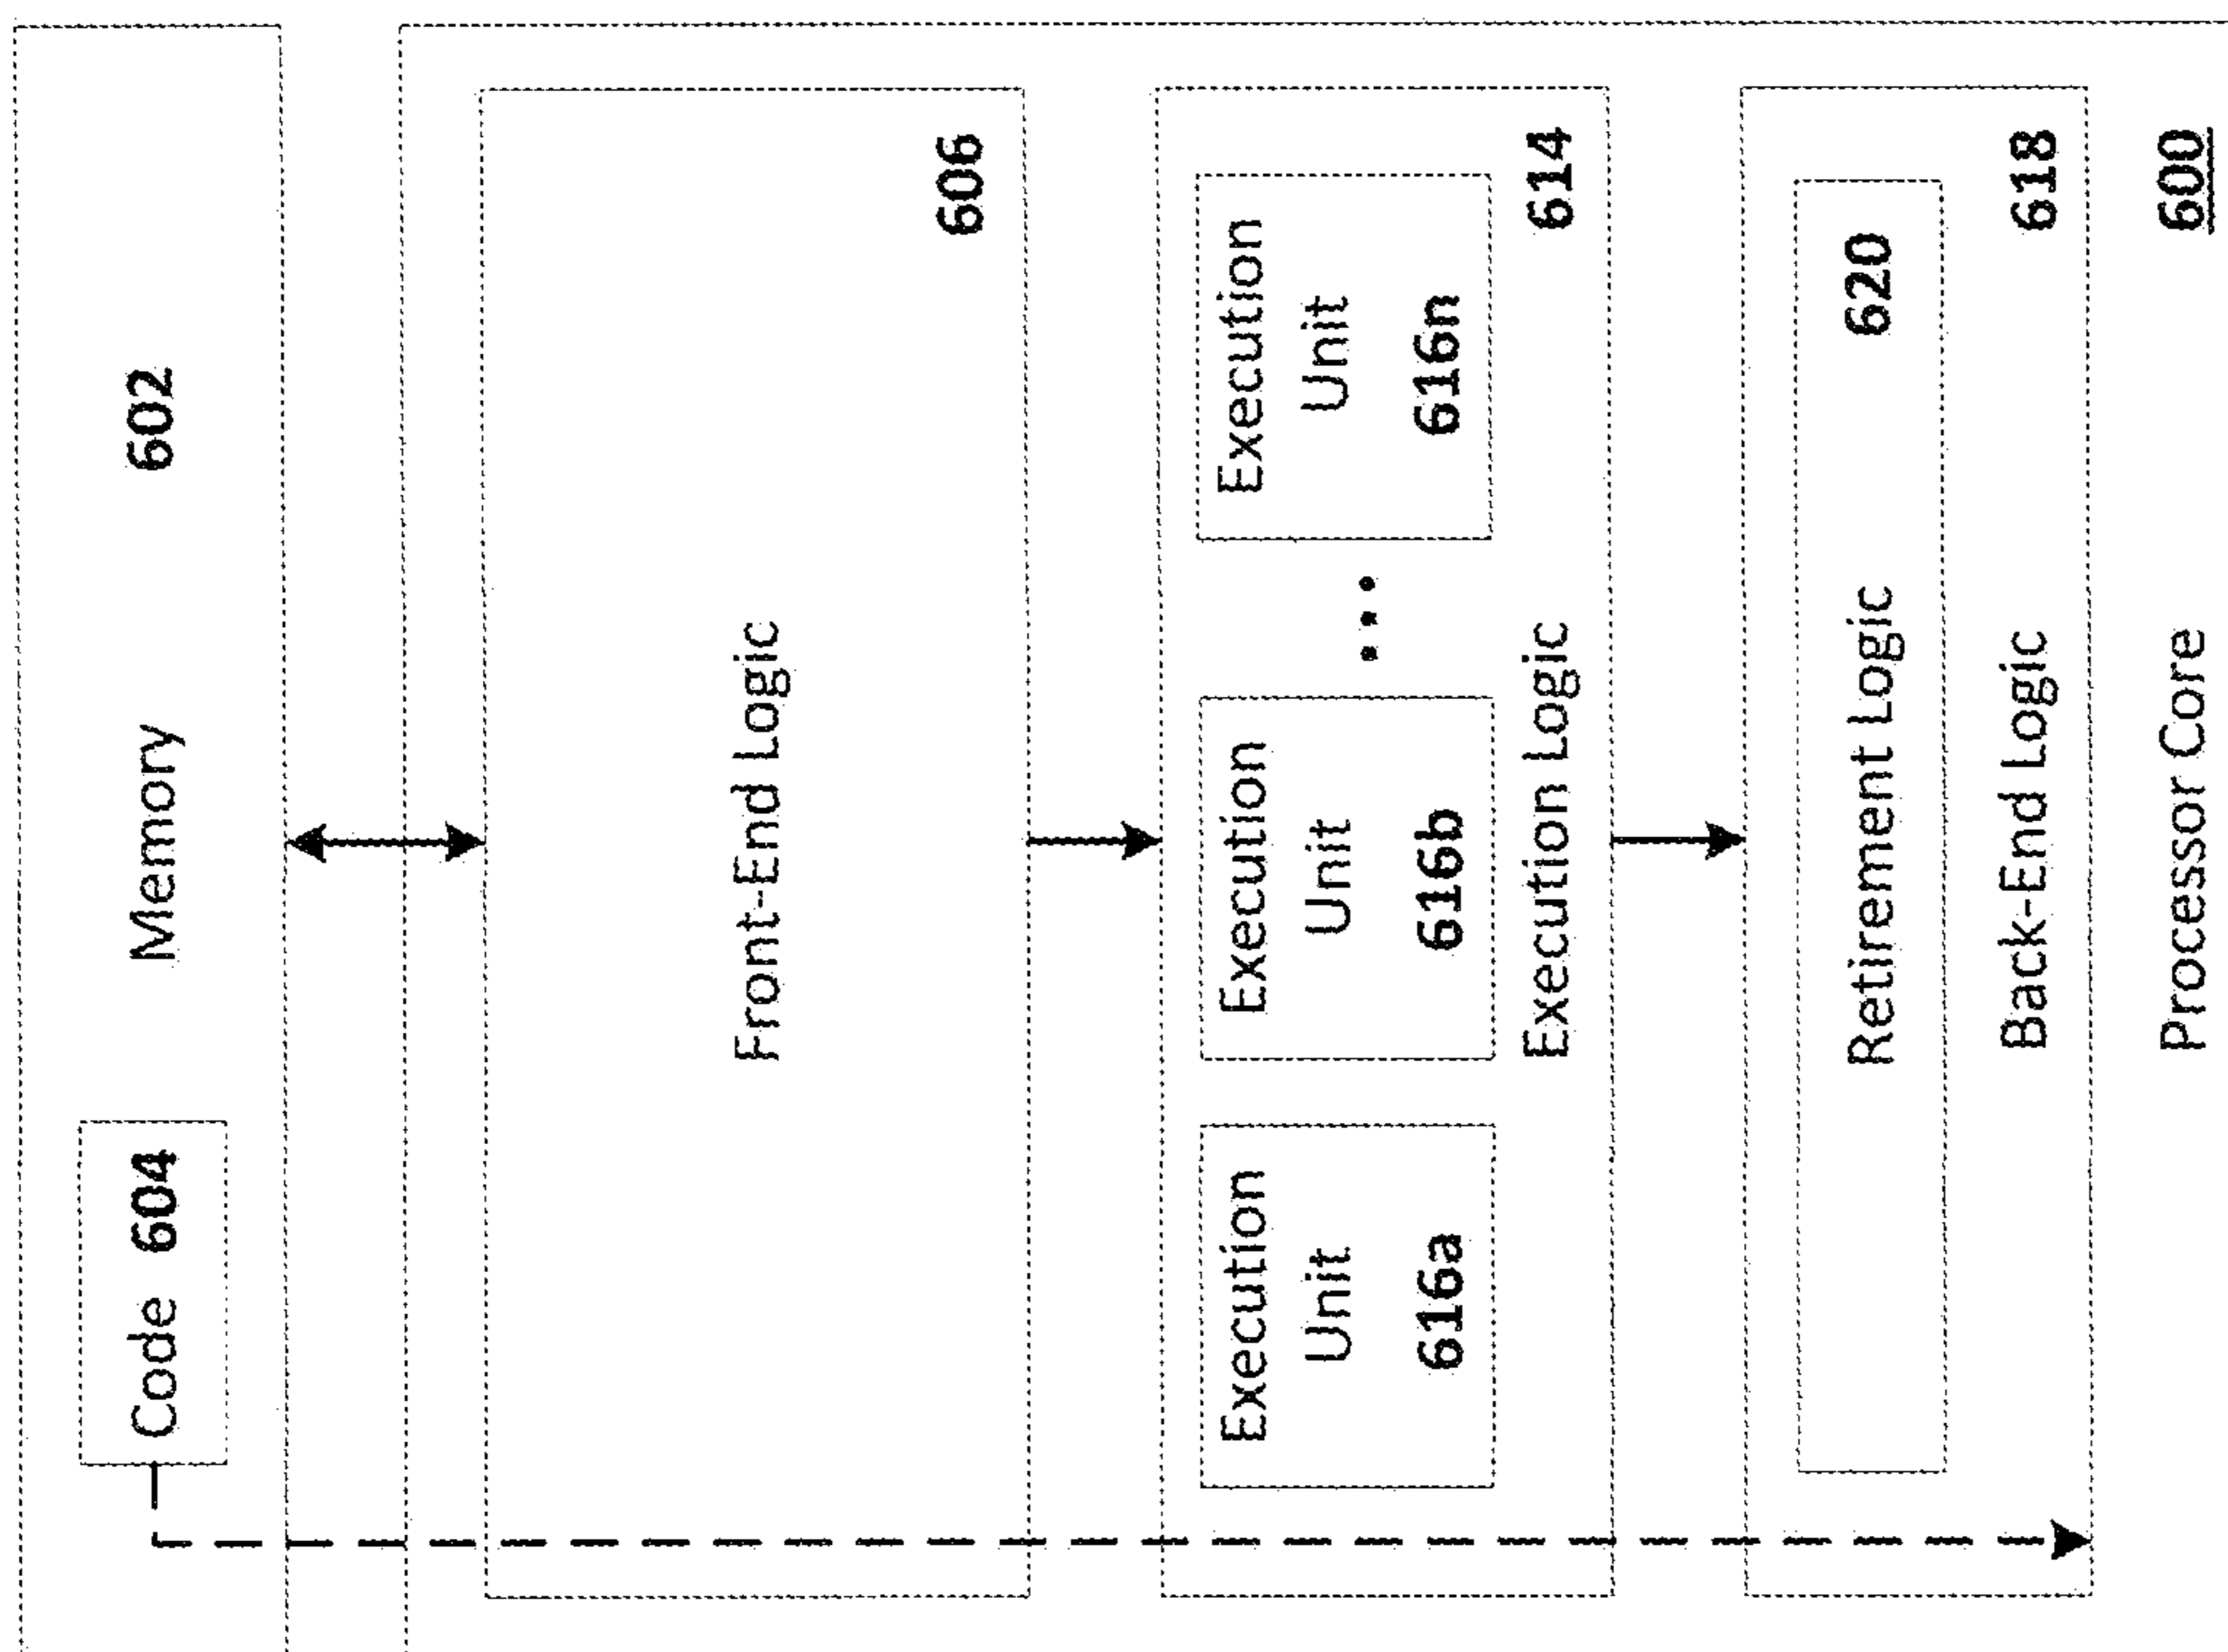 Code 604 Memory 602
Front-End Logic
606
Execution
Unit
616a
Execution
Unit
616b
...
Execution
Unit
616n
Execution Logic 614
Retirement Logic 620
Back-End Logic 618
Processor Core 600